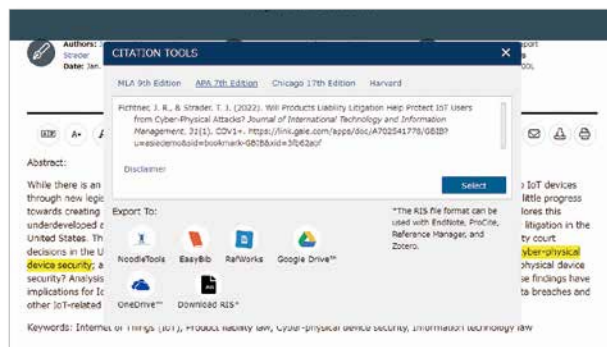 Authors:
Strader
Date: Jan.
CITATION TOOLS
MLA 9th Edition APA 7th Edition Chicago 17th Edition Harvard
Fichtner, J. R., & Strader, T. J. (2022). Will Products Liability Litigation Help Protect IoT Users
from Cyber-Physical Attacks? Journal of International Technology and Information
Management, 31(1), COV1+. https://link.gale.com/apps/doc/A702541778/GBIB?
u=asiademo&sid=bookmark-GBIB&xid=3fb62a0f
Disclaimer
Select
A+
Abstract:
While there is an
IoT devices
through new legis
little progress
towards creating
lores this
underdeveloped a
litigation in the
United States. Th
ty court
decisions in the U
cyber-physical
device security; a
physical device
security? Analysis
se findings have
implications for Io
ta breaches and
other IoT-related
Export To:
*The RIS file format can be
used with EndNote, ProCite,
Reference Manager, and
Zotero.
NoodleTools EasyBib RefWorks Google Drive™
OneDrive™ Download RIS*
Keywords: Internet of Things (IoT), Product liability law, Cyber-physical device security, Information technology law